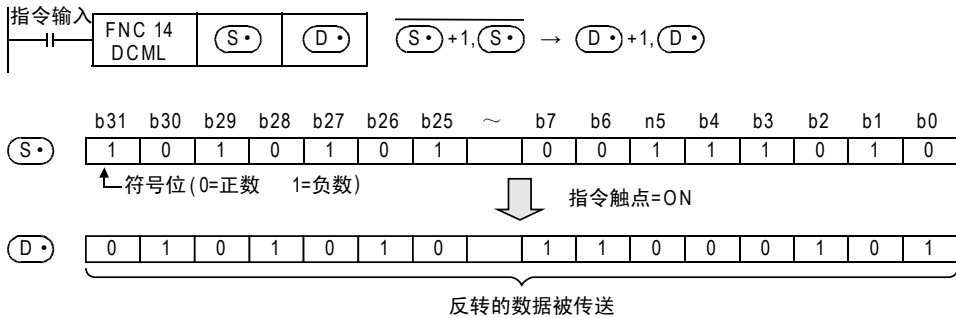 指令输入
FNC 14
DCML
S• D• S•+1,S• → D•+1,D•
b31 b30 b29 b28 b27 b26 b25 ～ b7 b6 n5 b4 b3 b2 b1 b0
S• 1 0 1 0 1 0 1 0 0 1 1 1 0 1 0
符号位(0=正数 1=负数)
指令触点=ON
D• 0 1 0 1 0 1 0 1 1 0 0 0 1 0 1
反转的数据被传送